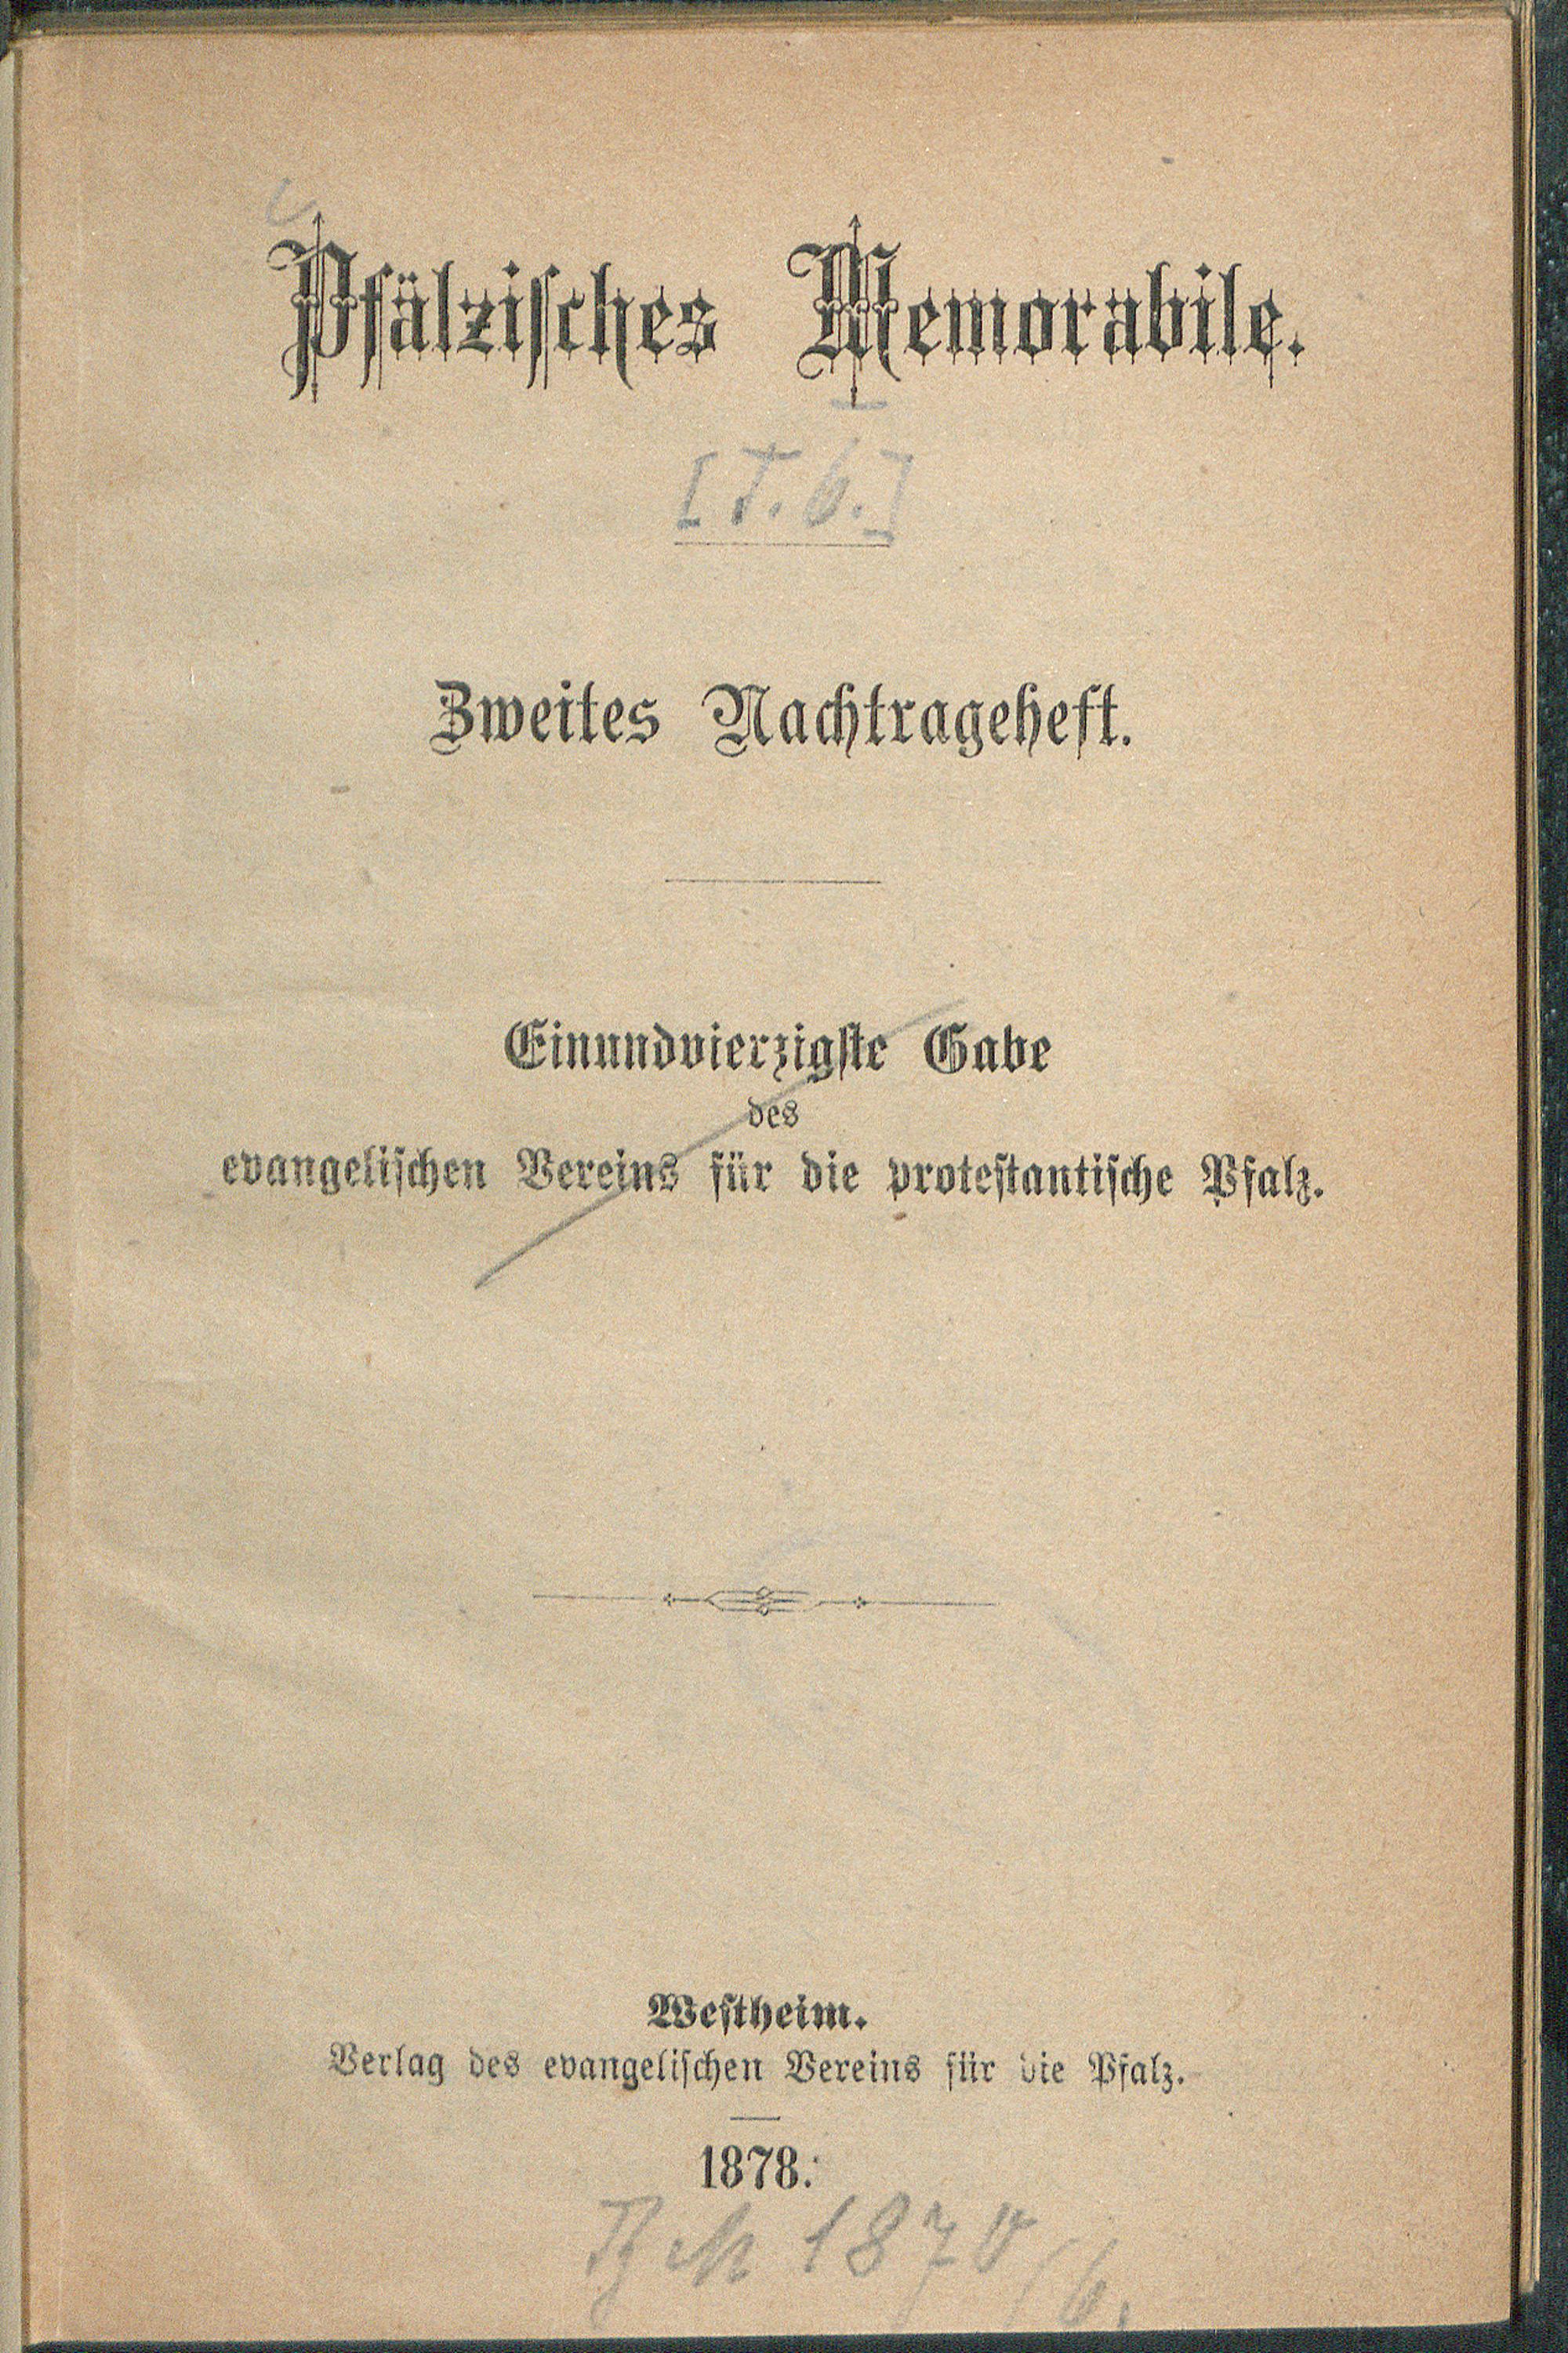 Pfälzisches Memorabile.
[T. 6.]
Zweites Nachtrageheft.
Einundvierzigste Gabe
des
evangelischen Vereins für die protestantische Pfalz.
Westheim.
Verlag des evangelischen Vereins für die Pfalz.
1878.